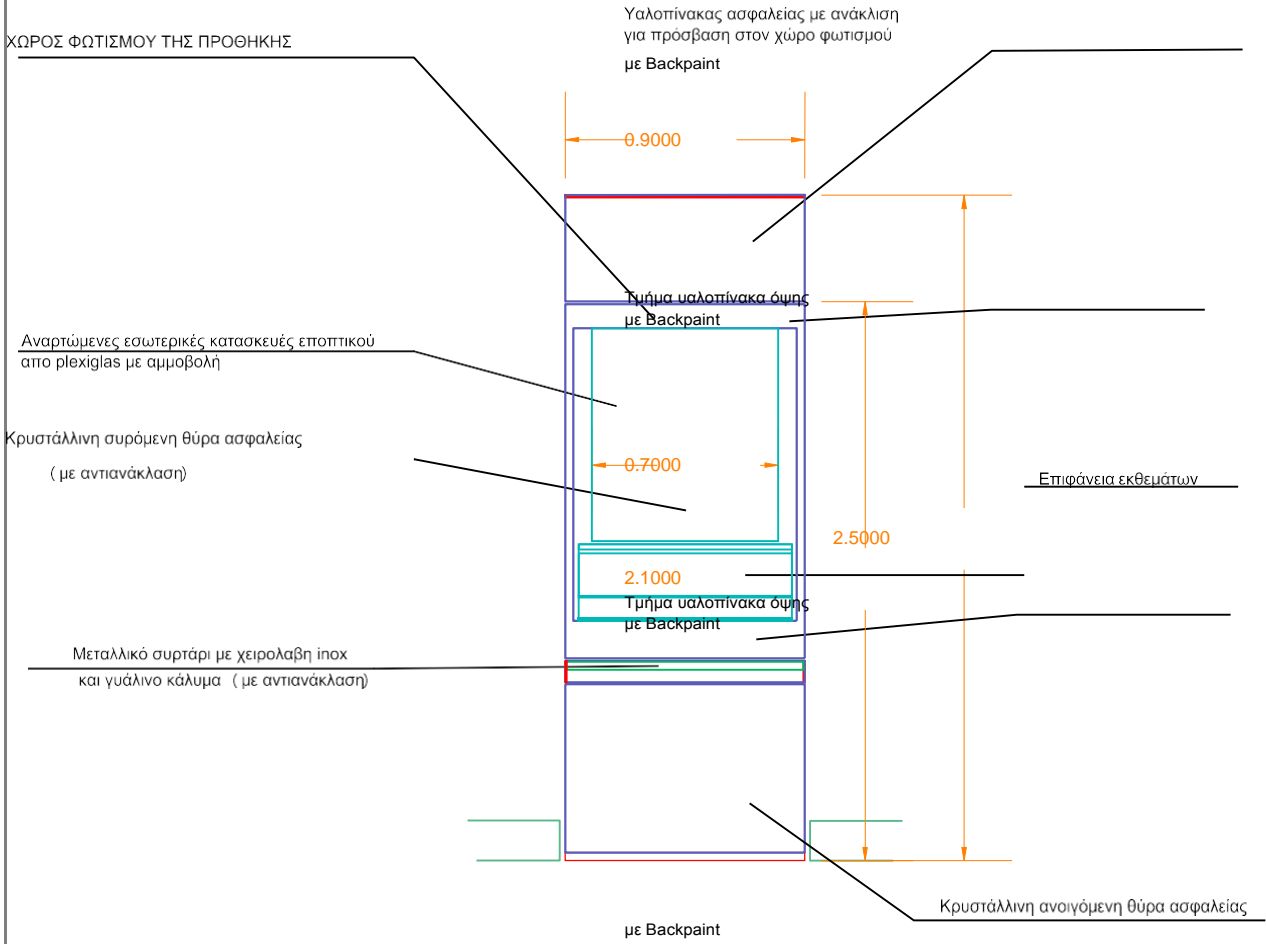 Υαλοπίνακας ασφαλείας με ανάκλιση
για πρόσβαση στον χώρο φωτισμού
με Backpaint
ΧΩΡΟΣ ΦΩΤΙΣΜΟΥ ΤΗΣ ΠΡΟΘΗΚΗΣ
0.9000
Τμήμα υαλοπίνακα όψης
με Backpaint
Αναρτώμενες εσωτερικές κατασκευές εποπτικού
απο plexiglas με αμμοβολή
Κρυστάλλινη συρόμενη θύρα ασφαλείας
( με αντιανάκλαση)
0.7000
Επιφάνεια εκθεμάτων
2.5000
2.1000
Τμήμα υαλοπίνακα όψης
με Backpaint
Μεταλλικό συρτάρι με χειρολαβη inox
και γυάλινο κάλυμα ( με αντιανάκλαση)
Κρυστάλλινη ανοιγόμενη θύρα ασφαλείας
με Backpaint